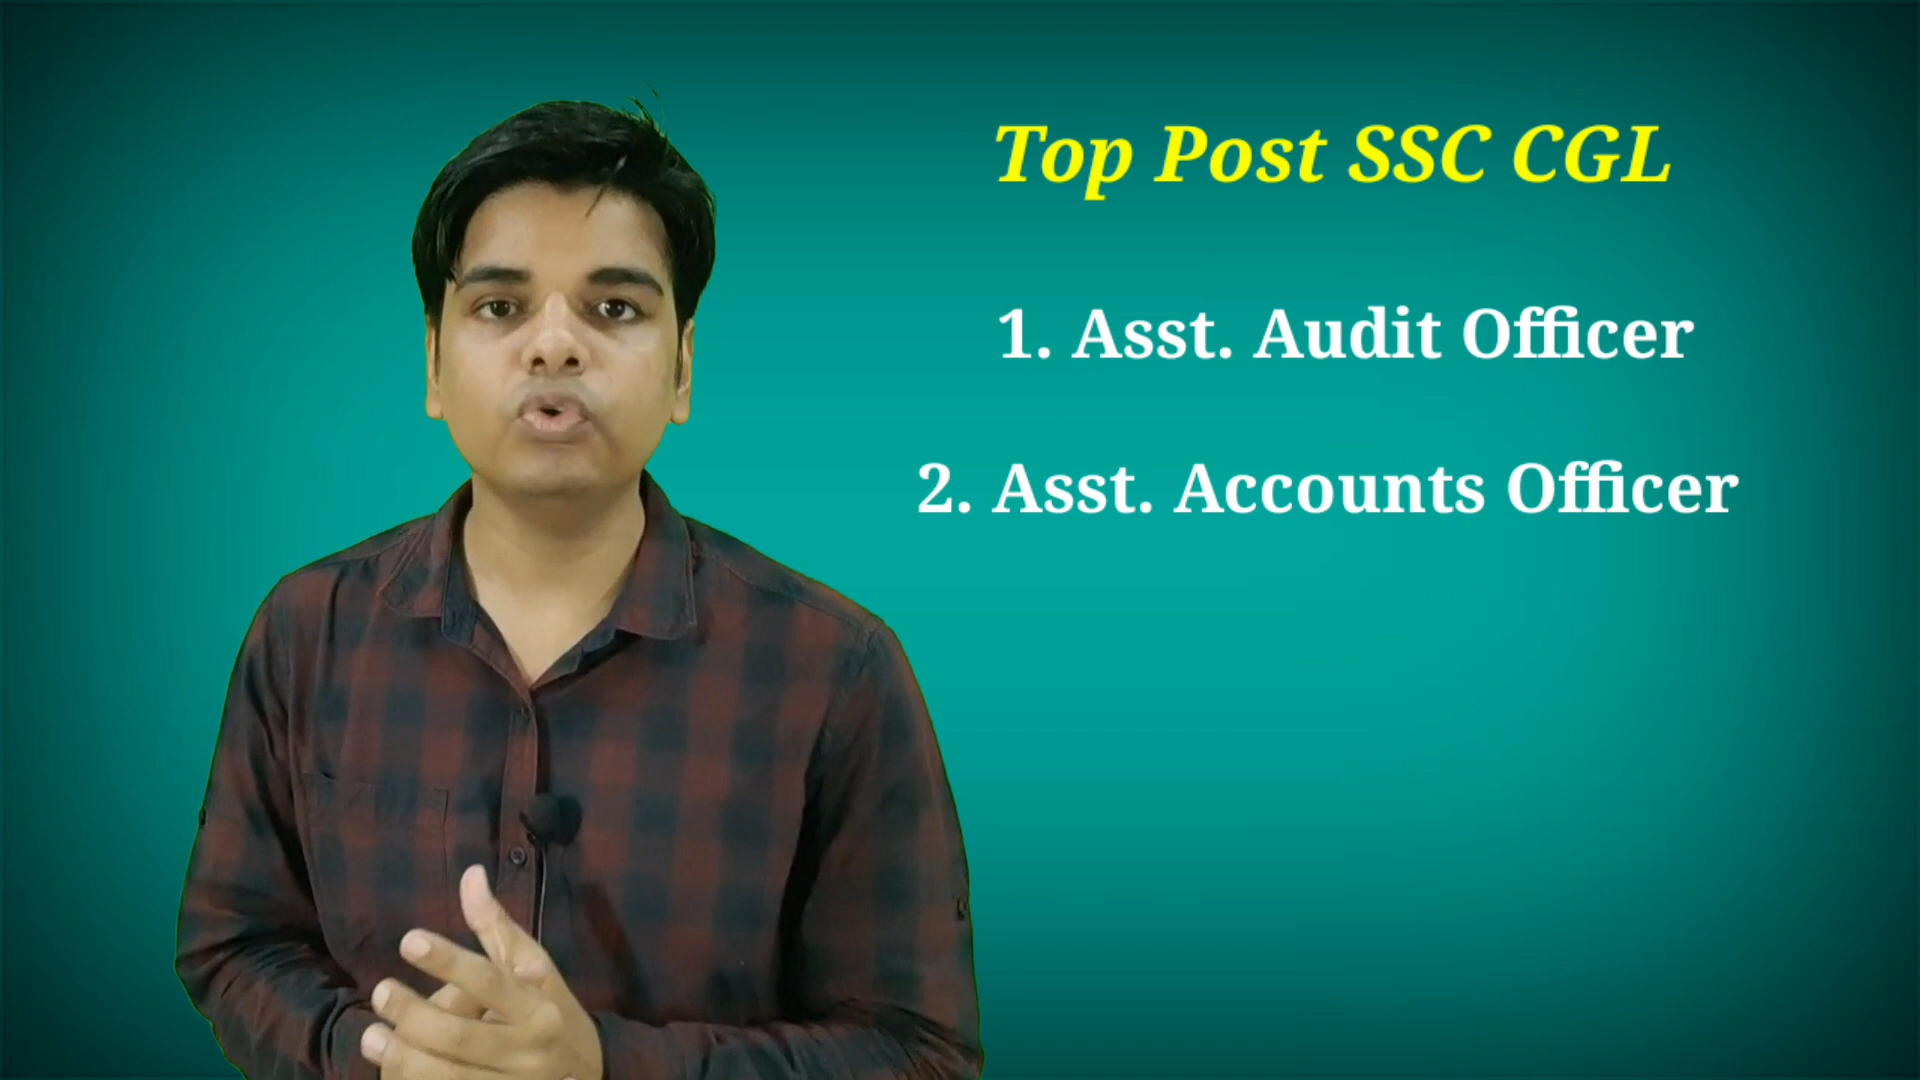 Top Post SSC CGL
1. Asst. Audit Officer
2. Asst. Accounts Officer